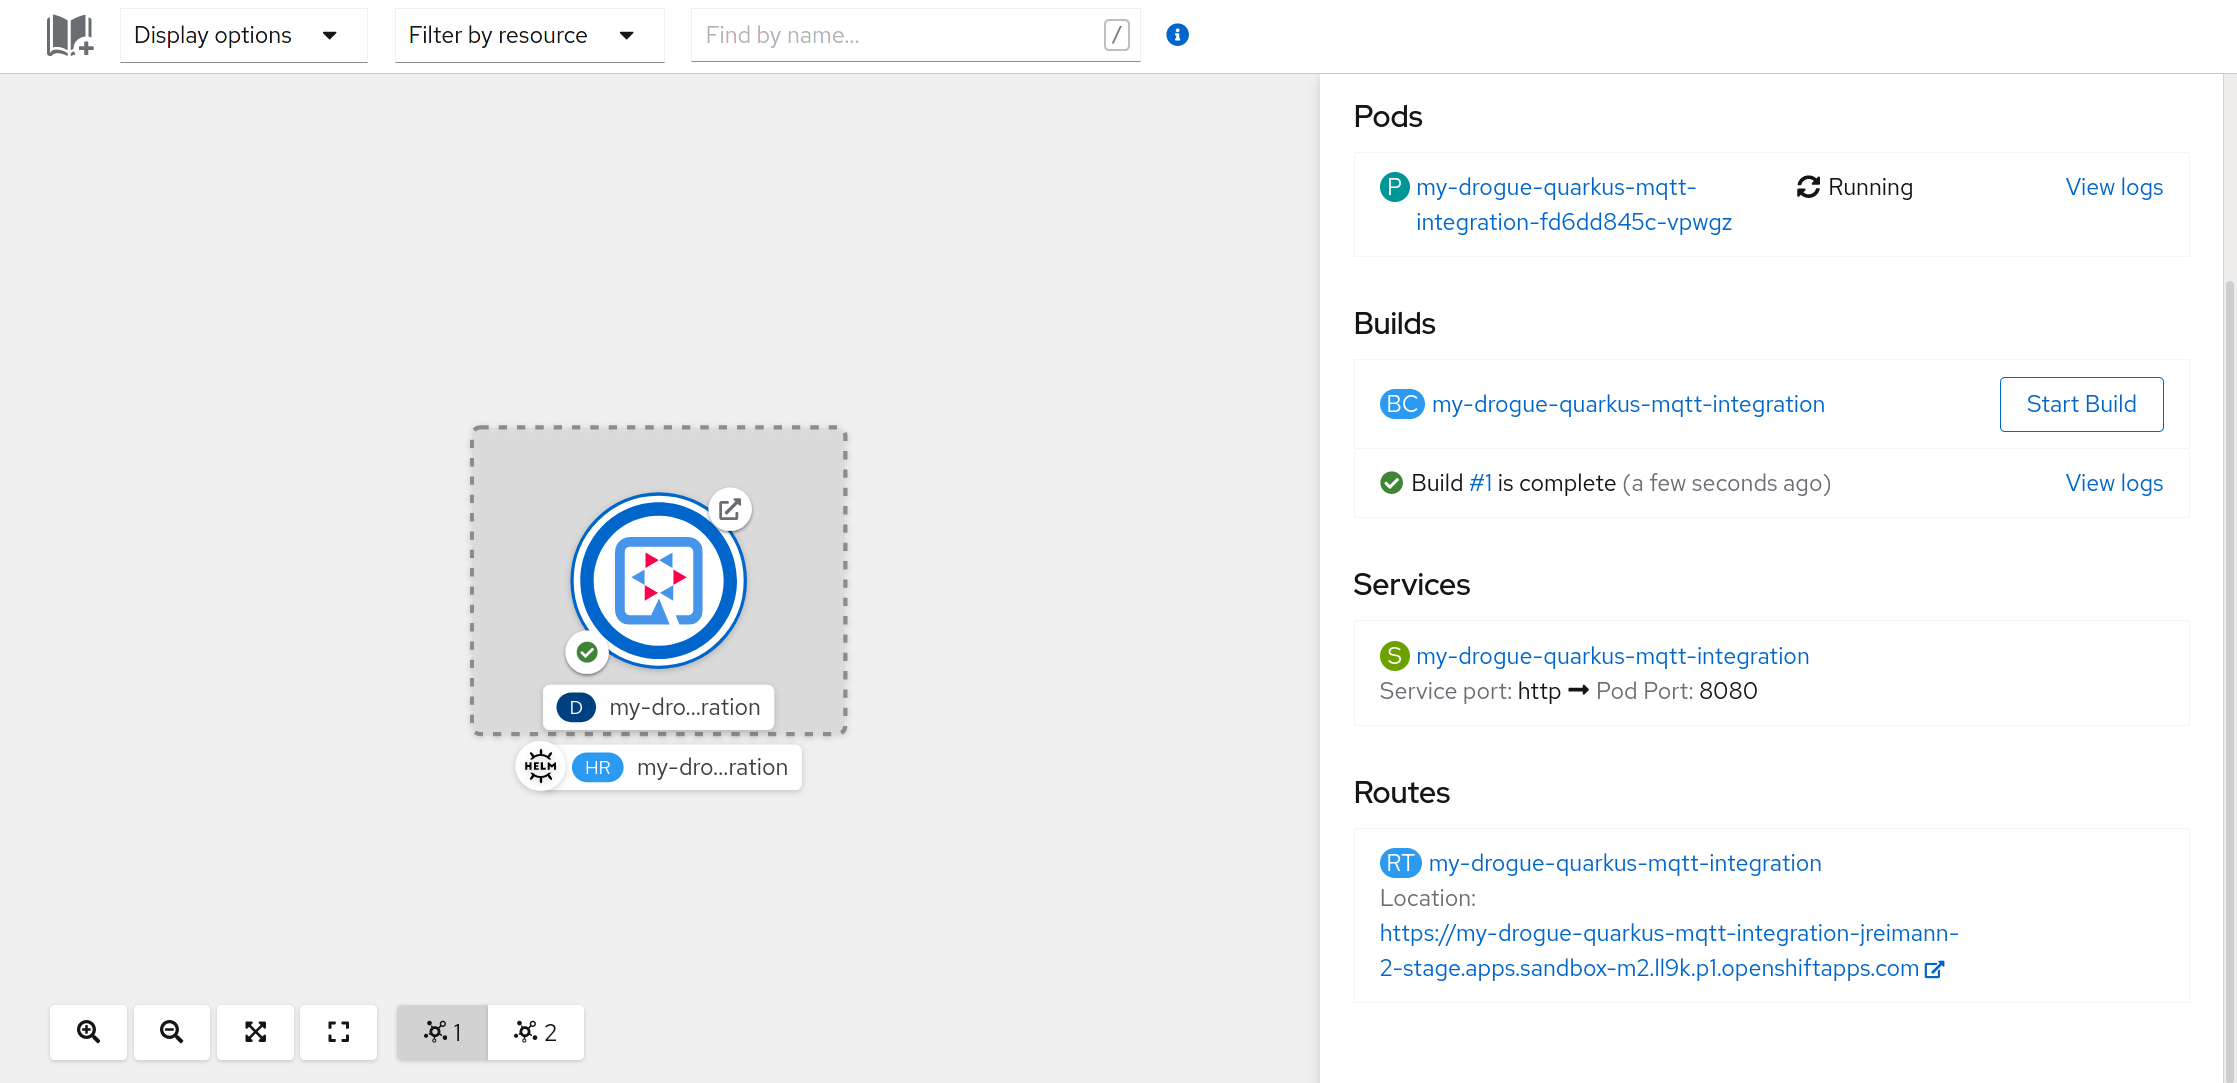 Display options
Filter by resource
Find by name...
/
Pods
P my-drogue-quarkus-mqtt-
integration-fd6dd845c-vpwgz
Running
View logs
Builds
BC my-drogue-quarkus-mqtt-integration
Start Build
Build #1 is complete (a few seconds ago)
View logs
Services
S my-drogue-quarkus-mqtt-integration
Service port: http → Pod Port: 8080
Routes
RT my-drogue-quarkus-mqtt-integration
Location:
https://my-drogue-quarkus-mqtt-integration-jreimann-
2-stage.apps.sandbox-m2.ll9k.p1.openshiftapps.com
D my-dro...ration
HELM HR my-dro...ration
1
2